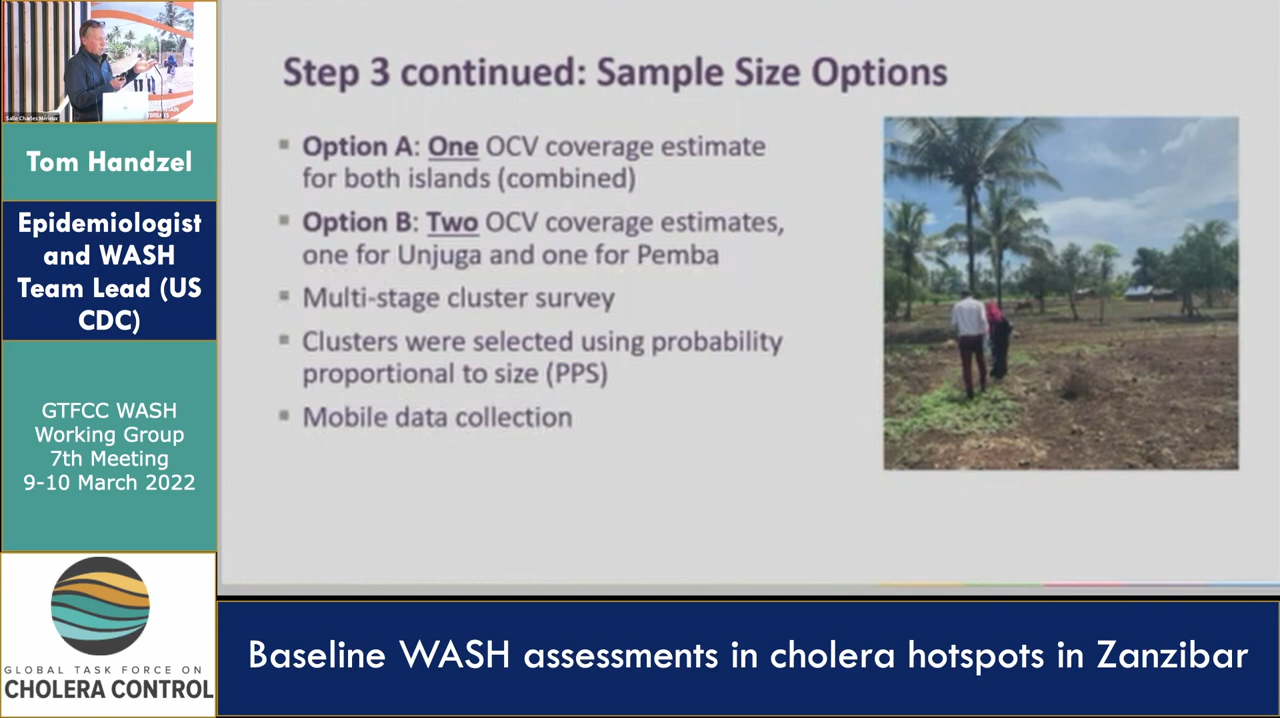 Salle Charles Mérieux
Tom Handzel
Epidemiologist
and WASH
Team Lead (US
CDC)
GTFCC WASH
Working Group
7th Meeting
9-10 March 2022
GLOBAL TASK FORCE ON
CHOLERA CONTROL
Step 3 continued: Sample Size Options
Option A: One OCV coverage estimate
for both islands (combined)
Option B: Two OCV coverage estimates,
one for Unjuga and one for Pemba
Multi-stage cluster survey
Clusters were selected using probability
proportional to size (PPS)
Mobile data collection
Baseline WASH assessments in cholera hotspots in Zanzibar